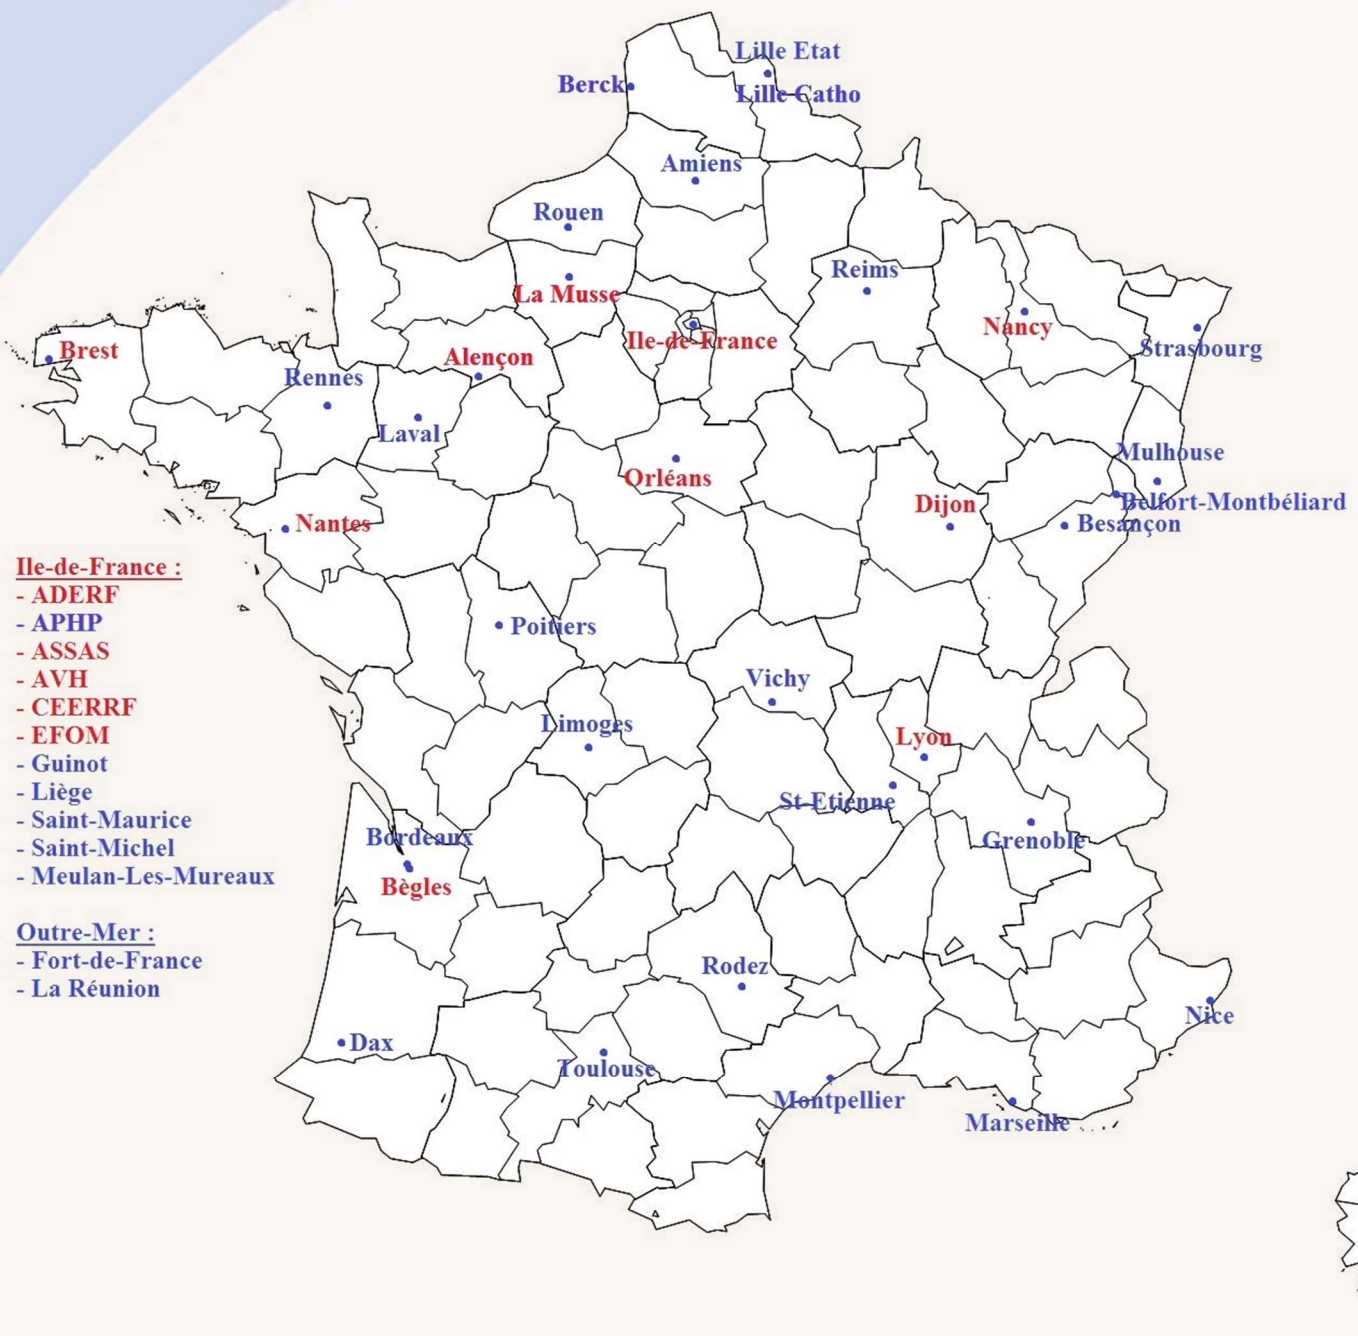 Lille Etat
Berck
Lille Catho
Amiens
Rouen
Reims
La Musse
Ile-de-France
Nancy
Strasbourg
Brest
Alençon
Rennes
Laval
Mulhouse
Orléans
Belfort-Montbéliard
Dijon
Nantes
Besançon
Ile-de-France :
- ADERF
- APHP
- ASSAS
- AVH
- CEERRF
- EFOM
- Guinot
- Liège
- Saint-Maurice
- Saint-Michel
- Meulan-Les-Mureaux
Outre-Mer :
- Fort-de-France
- La Réunion
Poitiers
Vichy
Limoges
Lyon
St-Etienne
Bordeaux
Grenoble
Bègles
Rodez
Nice
Dax
Toulouse
Montpellier
Marseille